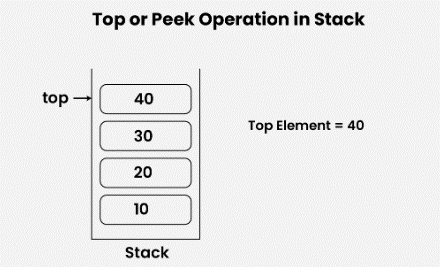 Top or Peek Operation in Stack
top
40
30
Top Element = 40
20
10
Stack